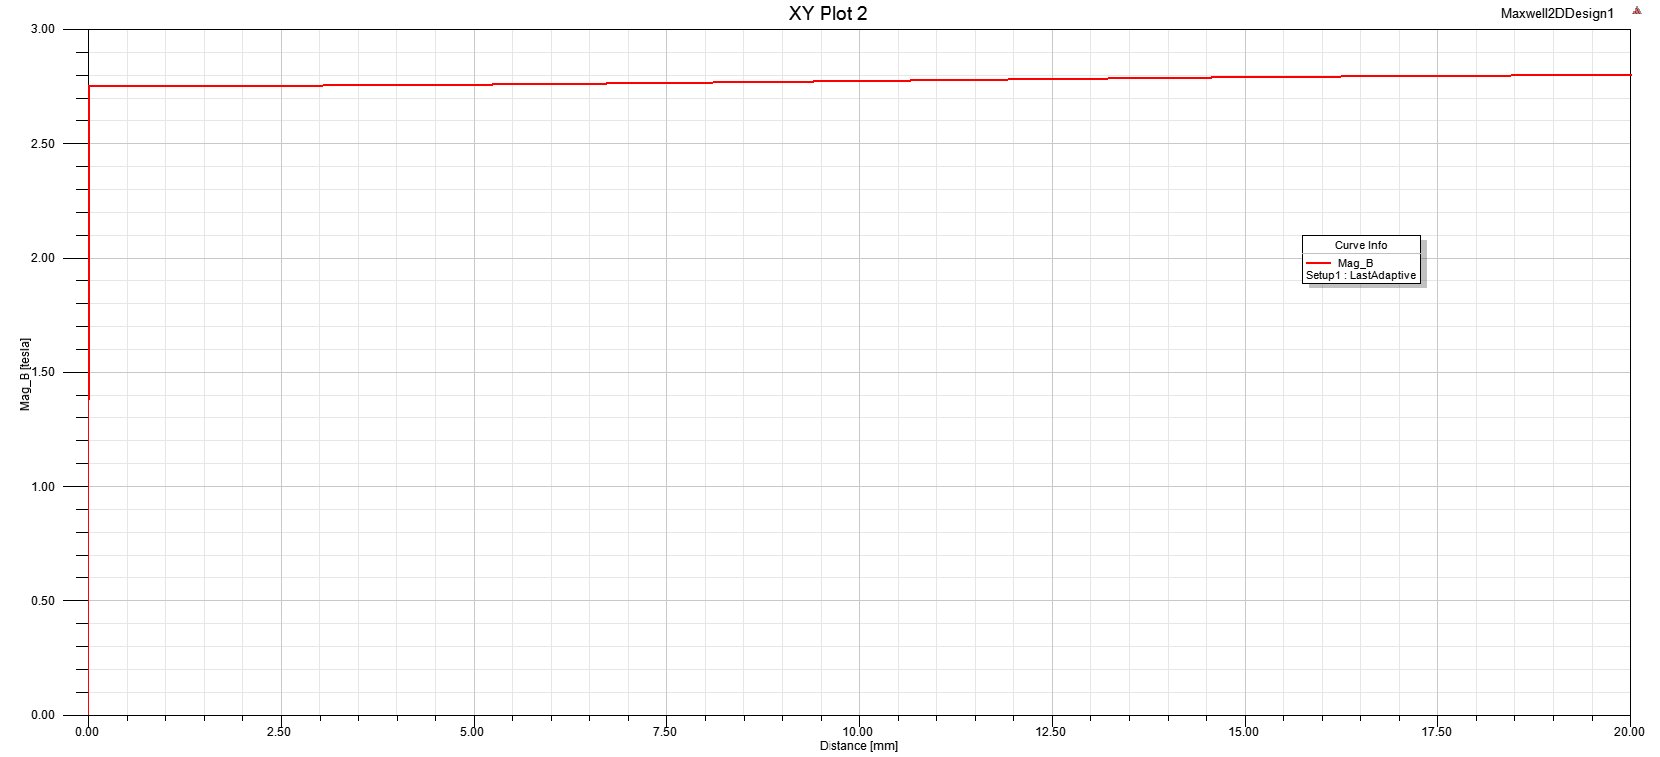 XY Plot 2
Maxwell2DDesign1
3.00
2.50
2.00
1.50
1.00
0.50
0.00
Mag_B [tesla]
Curve Info
Mag_B
Setup1 : LastAdaptive
0.00 2.50 5.00 7.50 10.00 12.50 15.00 17.50 20.00
Distance [mm]